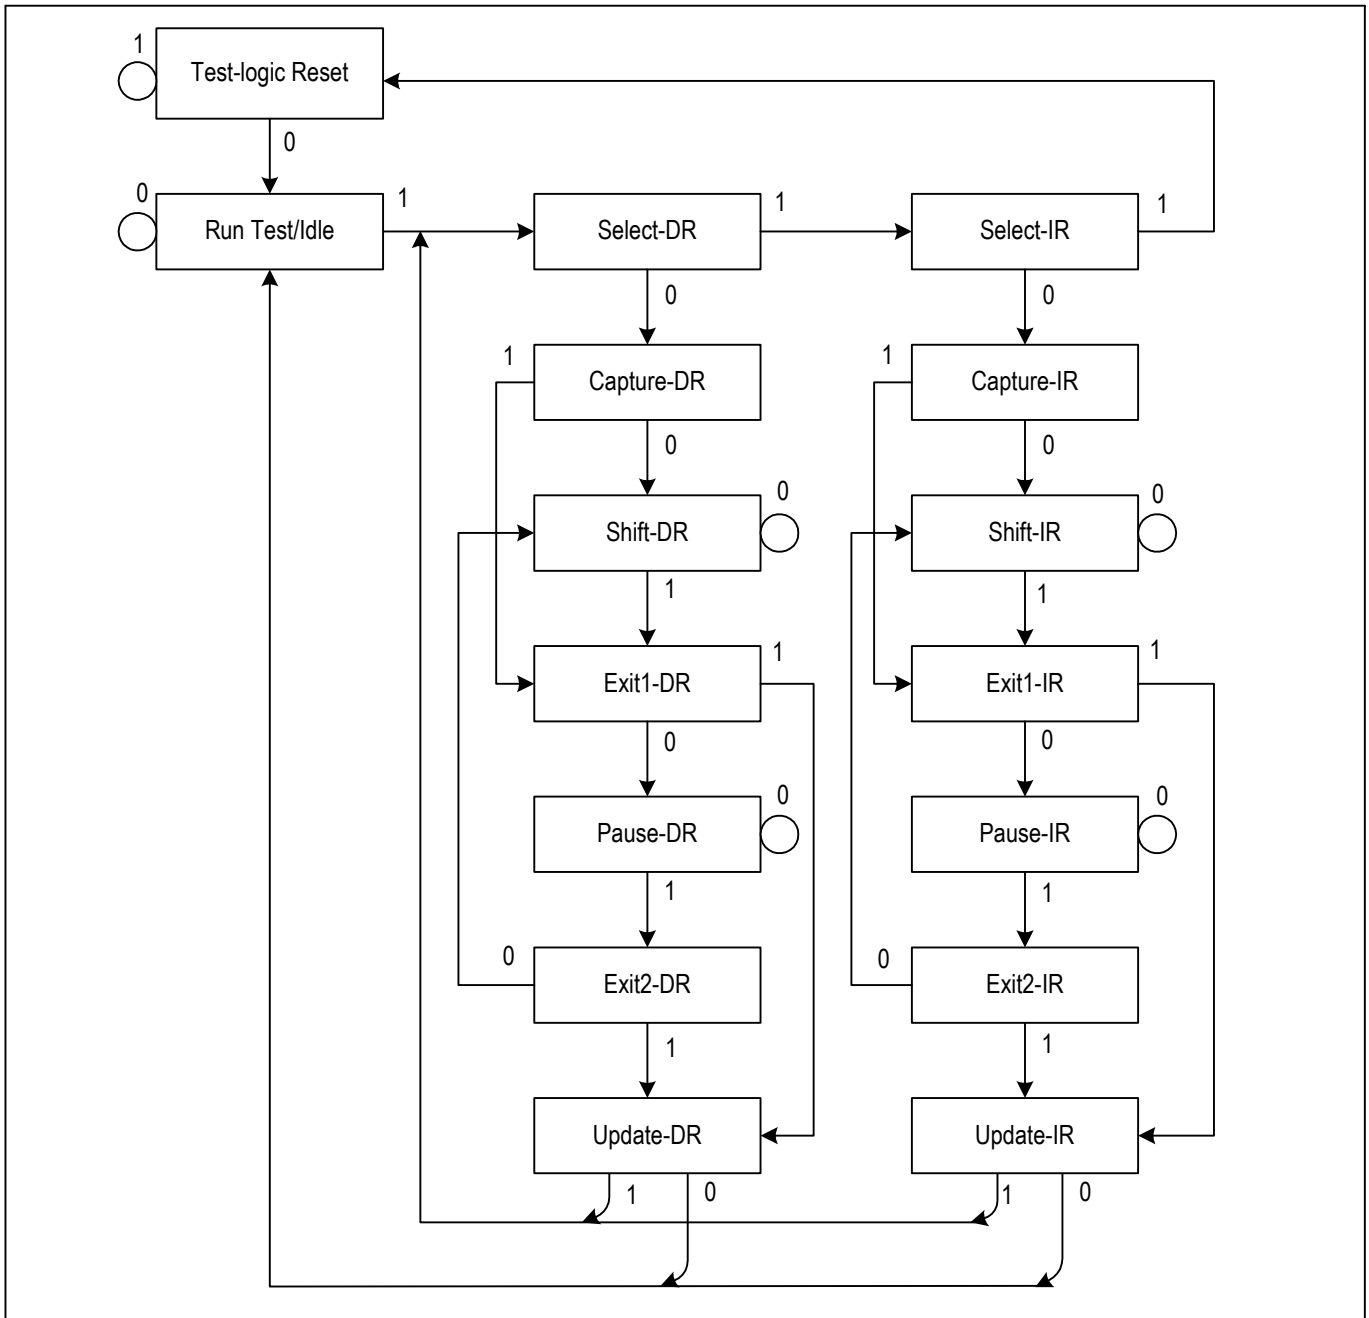 1
Test-logic Reset
0
0
Run Test/Idle
1
Select-DR
1
Select-IR
1
0
0
1
Capture-DR
1
Capture-IR
0
0
Shift-DR
0
Shift-IR
0
1
1
Exit1-DR
1
Exit1-IR
1
0
0
Pause-DR
0
Pause-IR
0
1
1
0
Exit2-DR
0
Exit2-IR
1
1
Update-DR
Update-IR
1
0
1
0